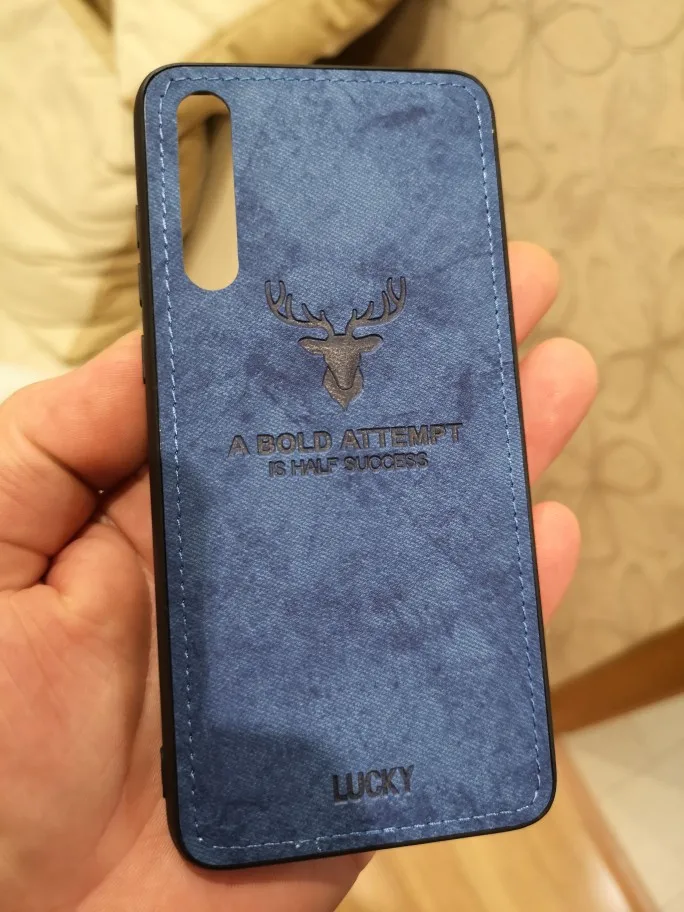 A BOLD ATTEMPT
IS HALF SUCCESS
LUCKY